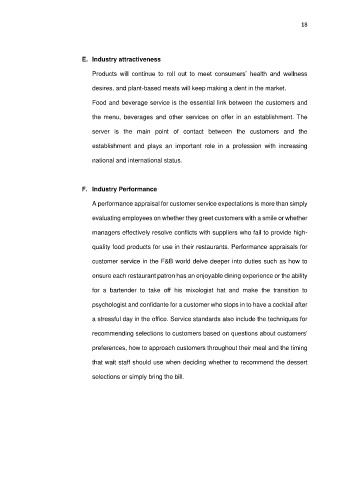 18
E. Industry attractiveness
Products will continue to roll out to meet consumers' health and wellness
desires, and plant-based meats will keep making a dent in the market.
Food and beverage service is the essential link between the customers and
the menu, beverages and other services on offer in an establishment. The
server is the main point of contact between the customers and the
establishment and plays an important role in a profession with increasing
national and international status.
F. Industry Performance
A performance appraisal for customer service expectations is more than simply
evaluating employees on whether they greet customers with a smile or whether
managers effectively resolve conflicts with suppliers who fail to provide high-
quality food products for use in their restaurants. Performance appraisals for
customer service in the F&B world delve deeper into duties such as how to
ensure each restaurant patron has an enjoyable dining experience or the ability
for a bartender to take off his mixologist hat and make the transition to
psychologist and confidante for a customer who stops in to have a cocktail after
a stressful day in the office. Service standards also include the techniques for
recommending selections to customers based on questions about customers'
preferences, how to approach customers throughout their meal and the timing
that wait staff should use when deciding whether to recommend the dessert
selections or simply bring the bill.